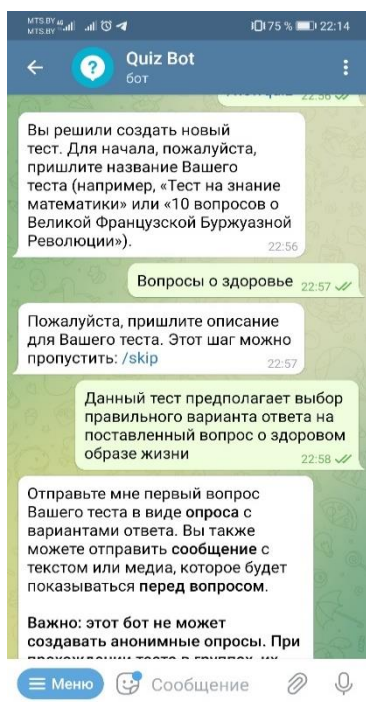 MTS.BY 4G
MTS.BY
75 % 22:14
Quiz Bot
бот
22:56
Вы решили создать новый
тест. Для начала, пожалуйста,
пришлите название Вашего
теста (например, «Тест на знание
математики» или «10 вопросов о
Великой Французской Буржуазной
Революции»).
22:56
Вопросы о здоровье 22:57
Пожалуйста, пришлите описание
для Вашего теста. Этот шаг можно
пропустить: /skip
22:57
Данный тест предполагает выбор
правильного варианта ответа на
поставленный вопрос о здоровом
образе жизни
22:58
Отправьте мне первый вопрос
Вашего теста в виде опроса с
вариантами ответа. Вы также
можете отправить сообщение с
текстом или медиа, которое будет
показываться перед вопросом.
Важно: этот бот не может
создавать анонимные опросы. При
прохождении теста в группах, их
Меню
Сообщение